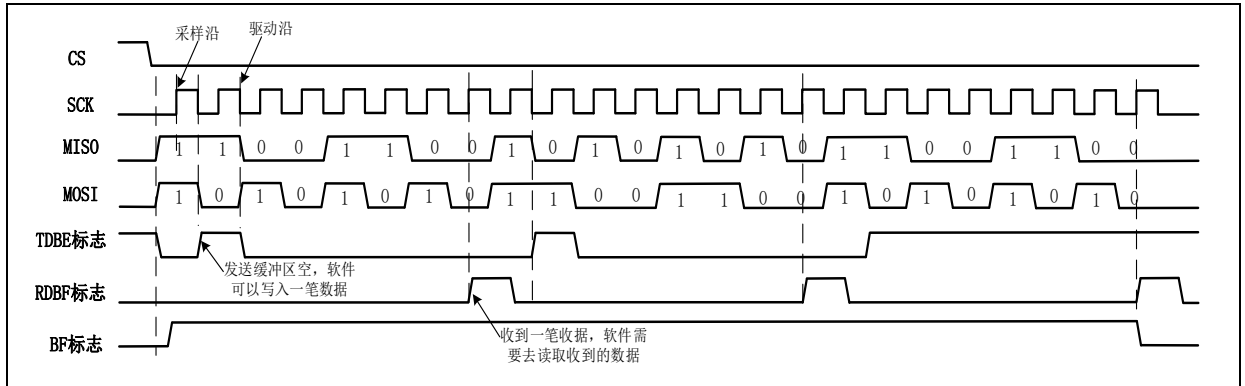 采样沿 驱动沿
CS
SCK
MISO 1 1 0 0 1 1 0 0 1 0 1 0 1 0 1 0 1 1 0 0 1 1 0 0
MOSI 1 0 1 0 1 0 1 0 1 1 0 0 1 1 0 0 1 0 1 0 1 0 1 0
TDBE标志
发送缓冲区空，软件
可以写入一笔数据
RDBF标志
收到一笔收据，软件需
要去读取收到的数据
BF标志